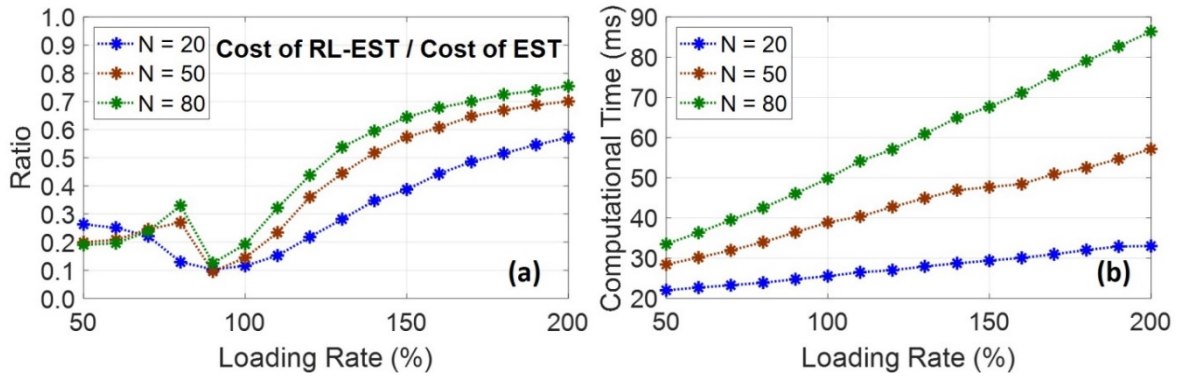 1.0
0.9
0.8
0.7
0.6
0.5
0.4
0.3
0.2
0.1
0.0
Ratio
N = 20
N = 50
N = 80
Cost of RL-EST / Cost of EST
(a)
50
100
150
200
Loading Rate (%)
90
80
70
60
50
40
30
20
Computational Time (ms)
N = 20
N = 50
N = 80
(b)
50
100
150
200
Loading Rate (%)